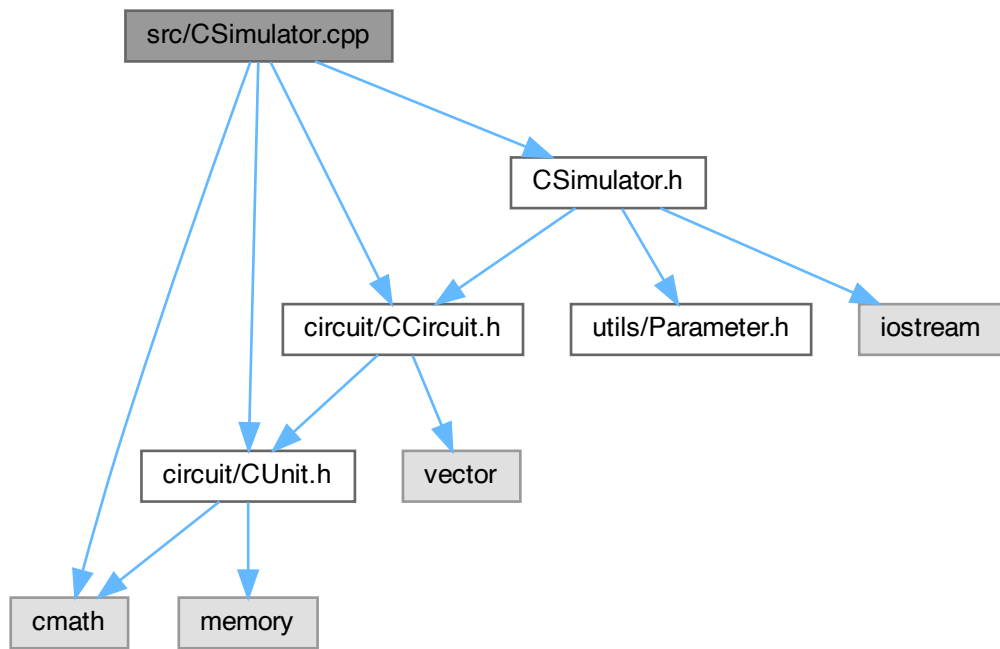 src/CSimulator.cpp
CSimulator.h
circuit/CCircuit.h
utils/Parameter.h
iostream
circuit/CUnit.h
vector
cmath
memory